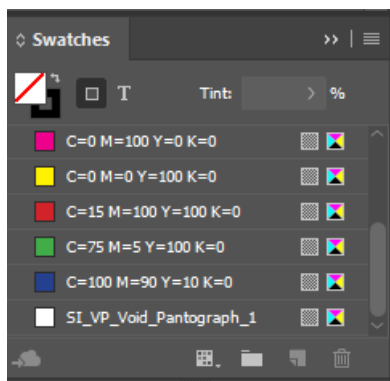 Swatches
T Tint: %
C=0 M=100 Y=0 K=0
C=0 M=0 Y=100 K=0
C=15 M=100 Y=100 K=0
C=75 M=5 Y=100 K=0
C=100 M=90 Y=10 K=0
SI_VP_Void_Pantograph_1